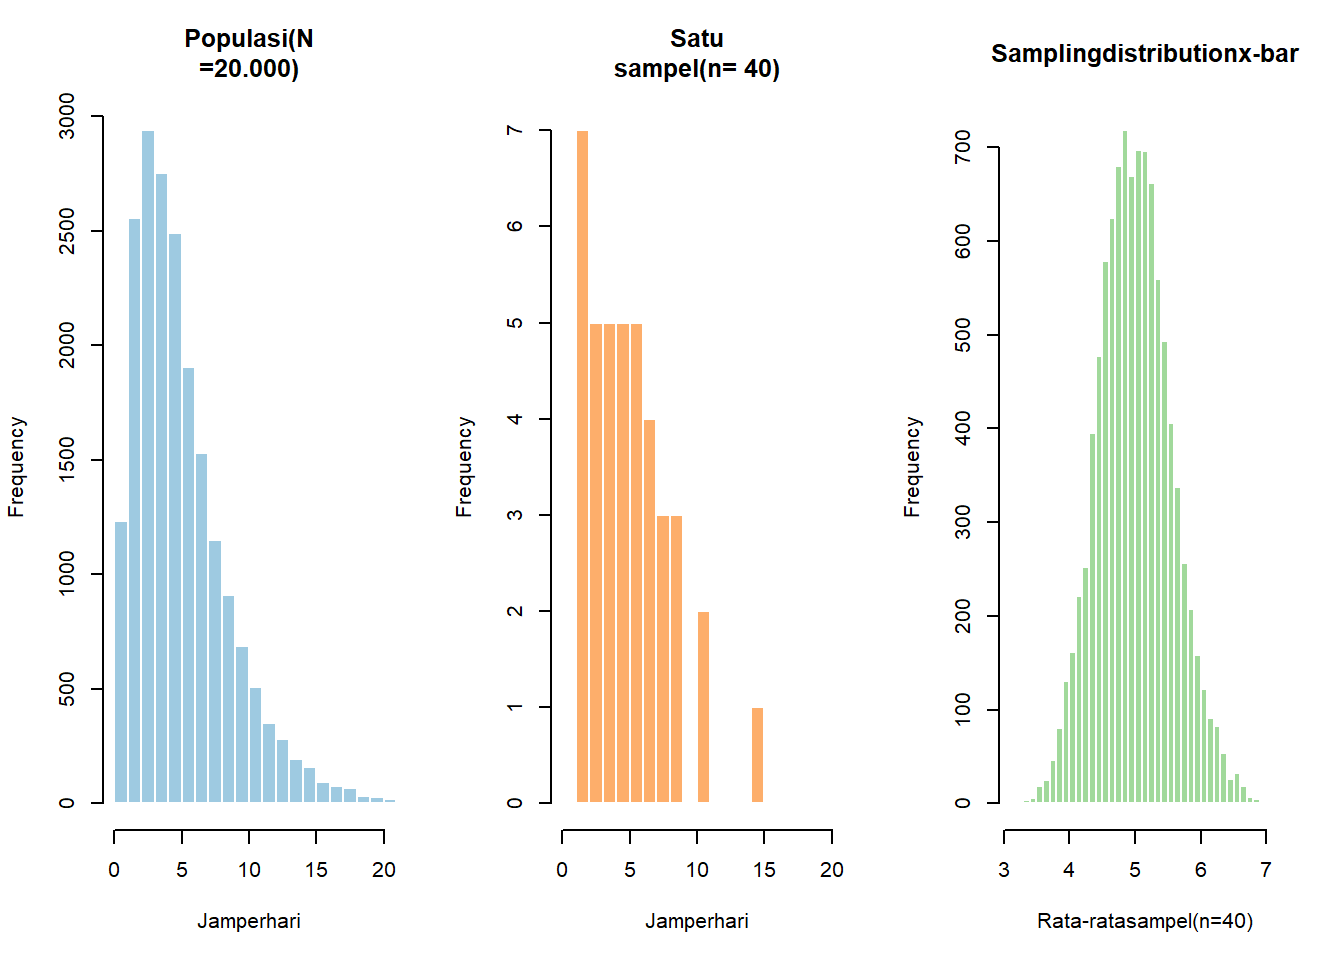 Populasi(N
=20.000)
Frequency
0
500
1000
1500
2000
2500
3000
0 5 10 15 20
Jamperhari
Satu
sampel(n= 40)
Frequency
0
1
2
3
4
5
6
7
0 5 10 15 20
Jamperhari
Samplingdistributionx-bar
Frequency
0
100
200
300
400
500
600
700
3 4 5 6 7
Rata-ratasampel(n=40)